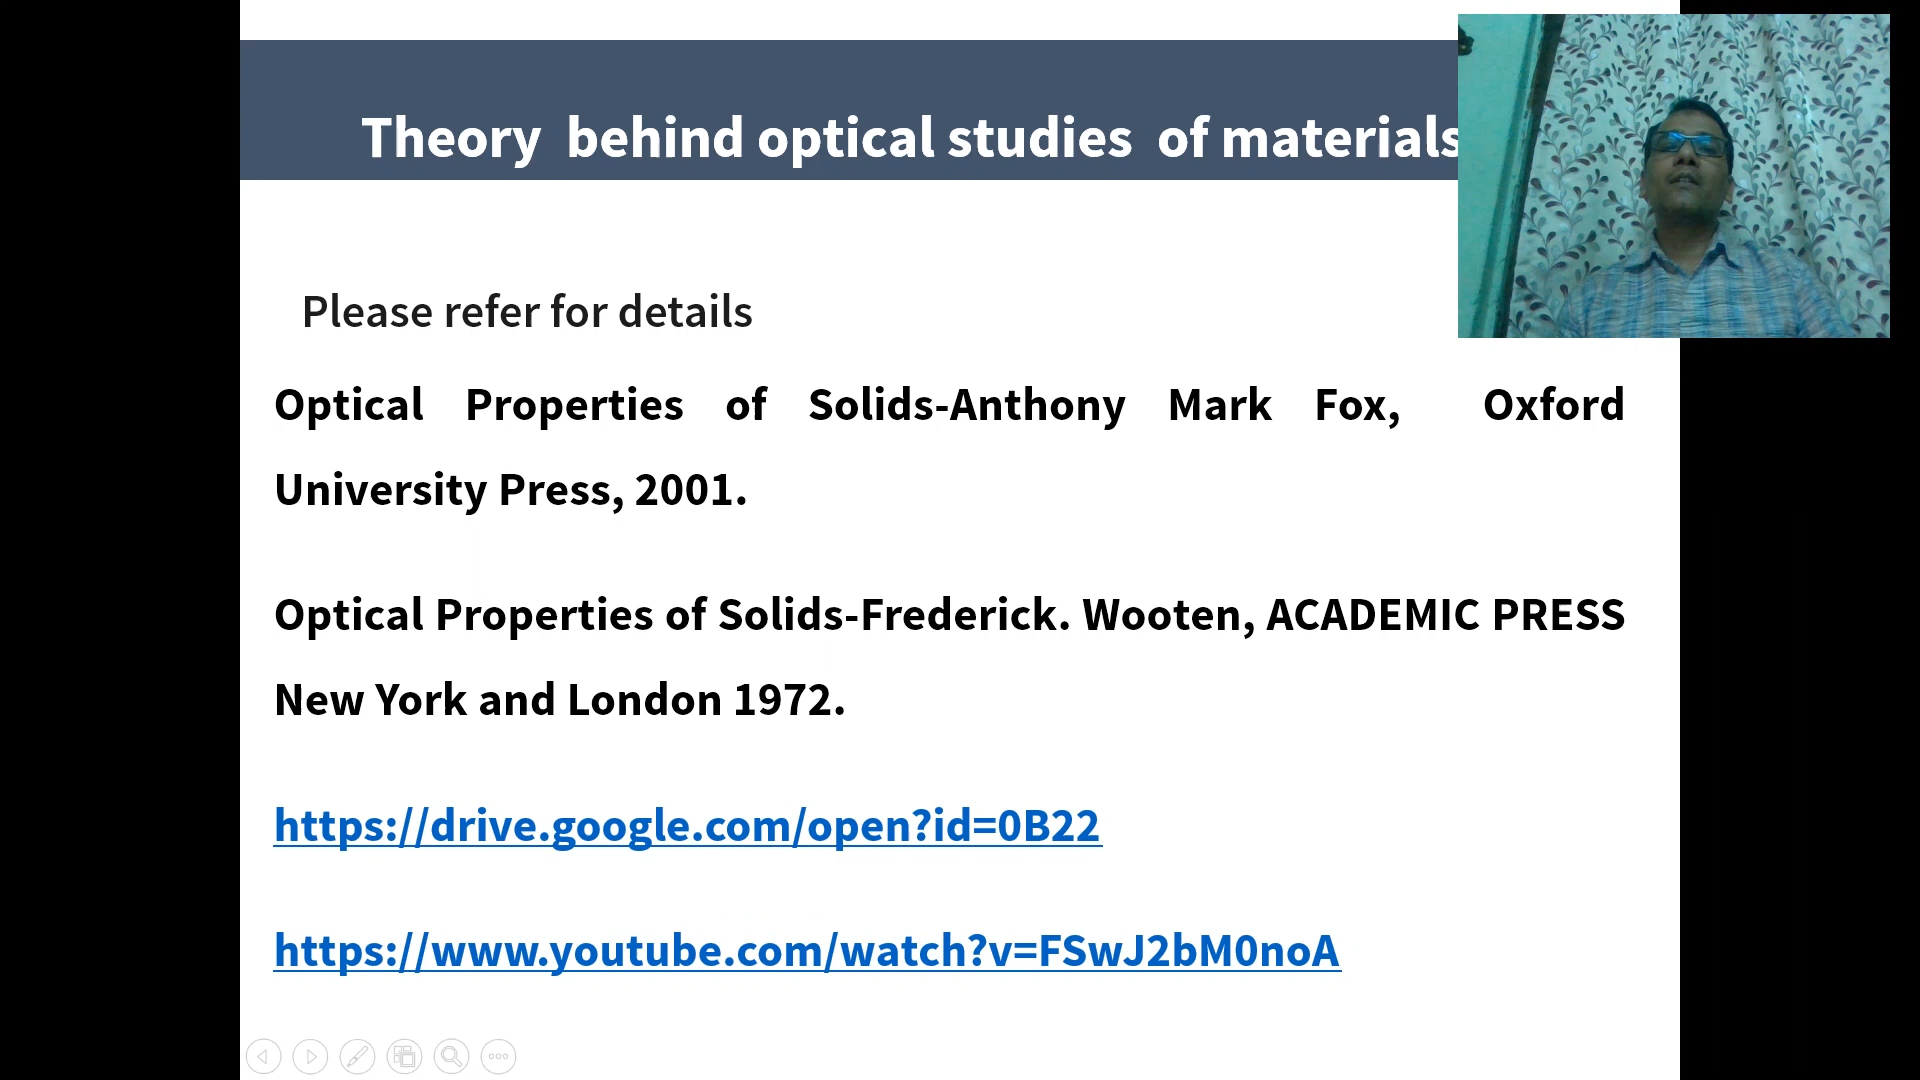 Theory behind optical studies of materials
Please refer for details
Optical Properties of Solids-Anthony Mark Fox, Oxford
University Press, 2001.
Optical Properties of Solids-Frederick. Wooten, ACADEMIC PRESS
New York and London 1972.
https://drive.google.com/open?id=0B22
https://www.youtube.com/watch?v=FSwJ2bM0noA